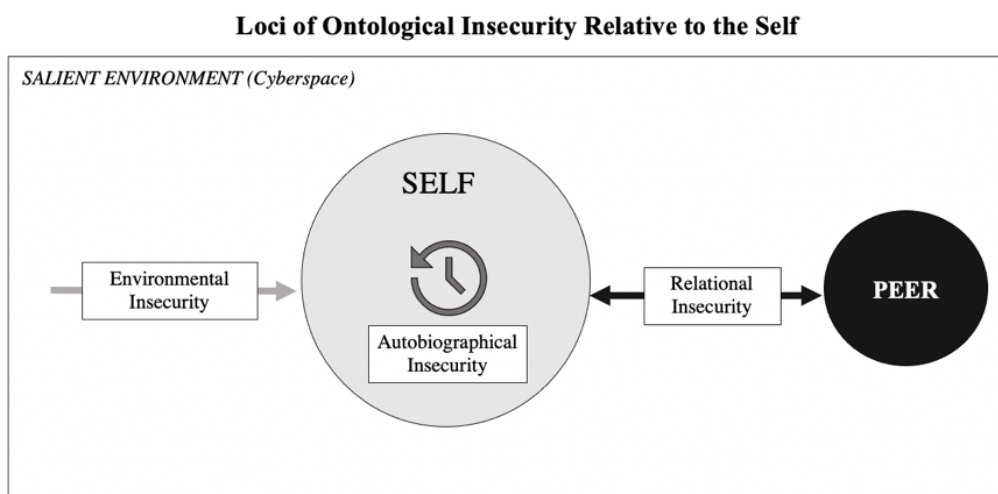 Loci of Ontological Insecurity Relative to the Self
SALIENT ENVIRONMENT (Cyberspace)
SELF
Environmental
Insecurity
Autobiographical
Insecurity
Relational
Insecurity
PEER